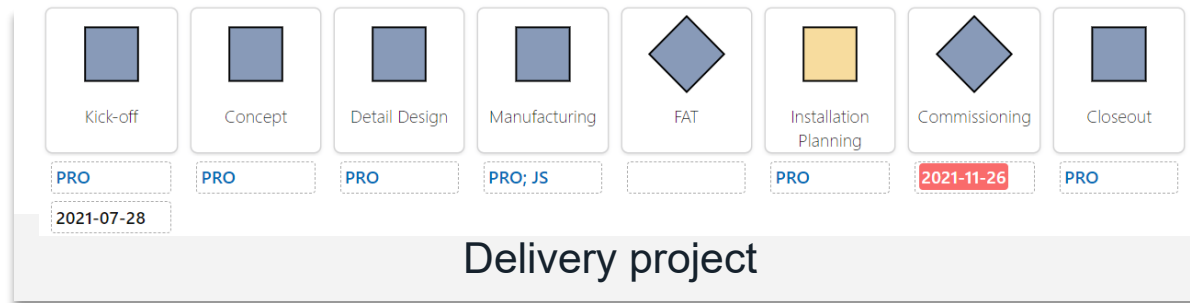 Kick-off
Concept
Detail Design
Manufacturing
FAT
Installation
Planning
Commissioning
Closeout
PRO
PRO
PRO
PRO; JS
PRO
2021-11-26
PRO
2021-07-28
Delivery project